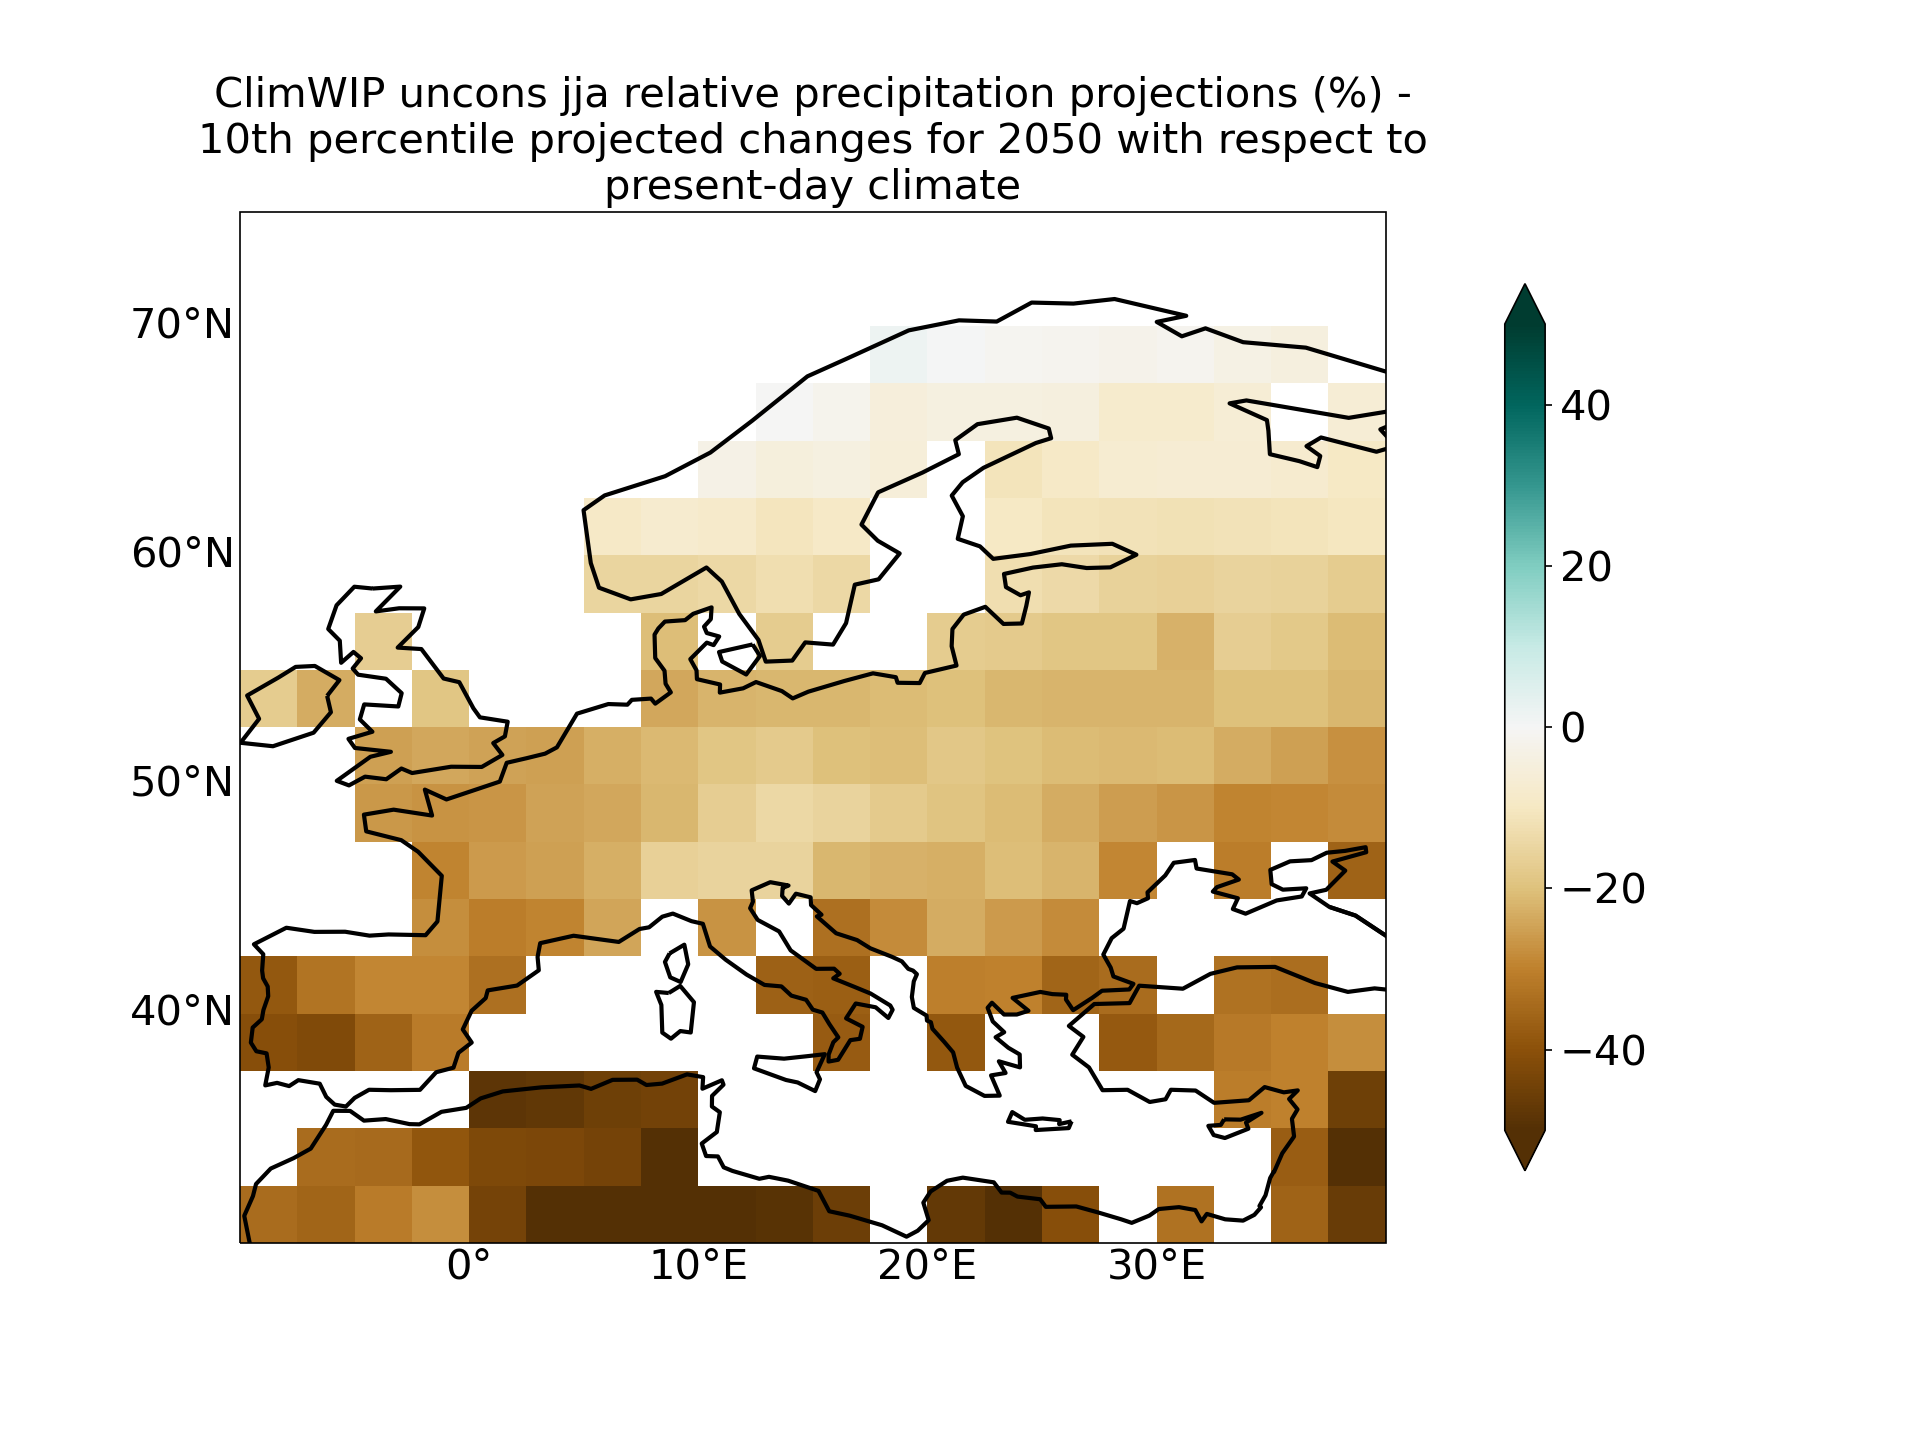 ClimWIP uncons jja relative precipitation projections (%) -
10th percentile projected changes for 2050 with respect to
present-day climate
70°N
60°N
50°N
40°N
0°
10°E
20°E
30°E
40
20
0
−20
−40